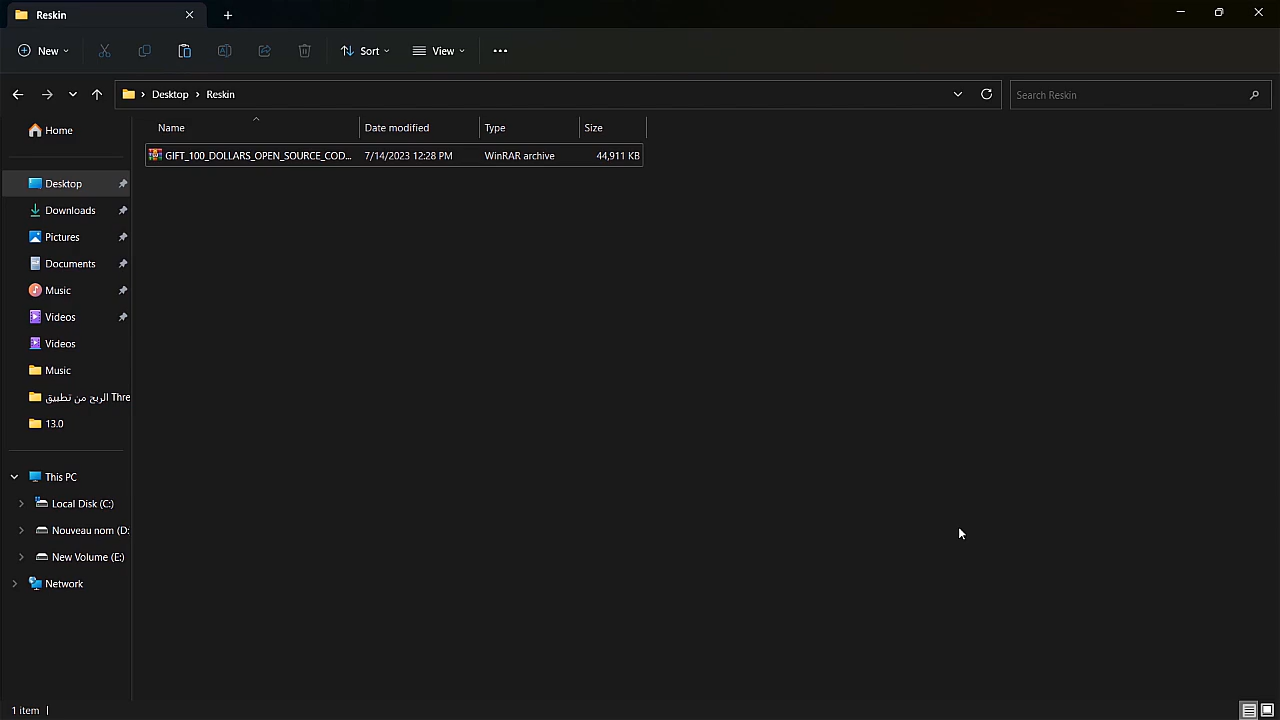 Reskin
New
Sort
View
Desktop
Reskin
Search Reskin
Name
Date modified
Type
Size
GIFT_100_DOLLARS_OPEN_SOURCE_COD...
7/14/2023 12:28 PM
WinRAR archive
44,911 KB
Home
Desktop
Downloads
Pictures
Documents
Music
Videos
Videos
Music
الربح من تطبيق Thre
13.0
This PC
Local Disk (C:)
Nouveau nom (D:
New Volume (E:)
Network
1 item